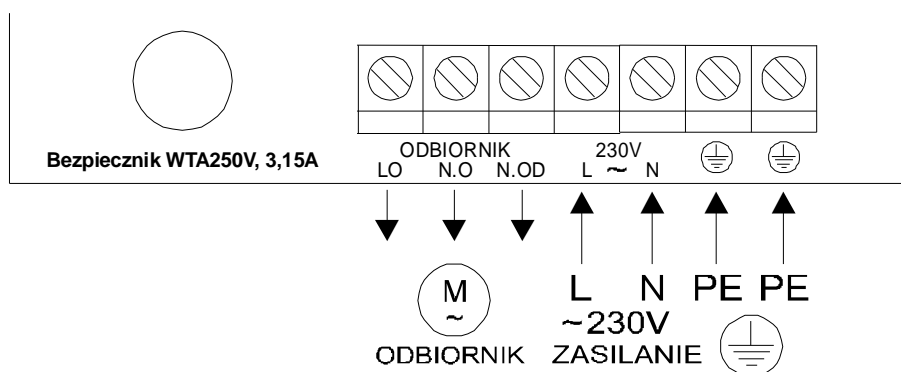 Bezpiecznik WTA250V, 3,15A
ODBIORNIK
LO N.O N.OD
230V
L ~ N
M
~
ODBIORNIK
L N PE PE
~230V
ZASILANIE